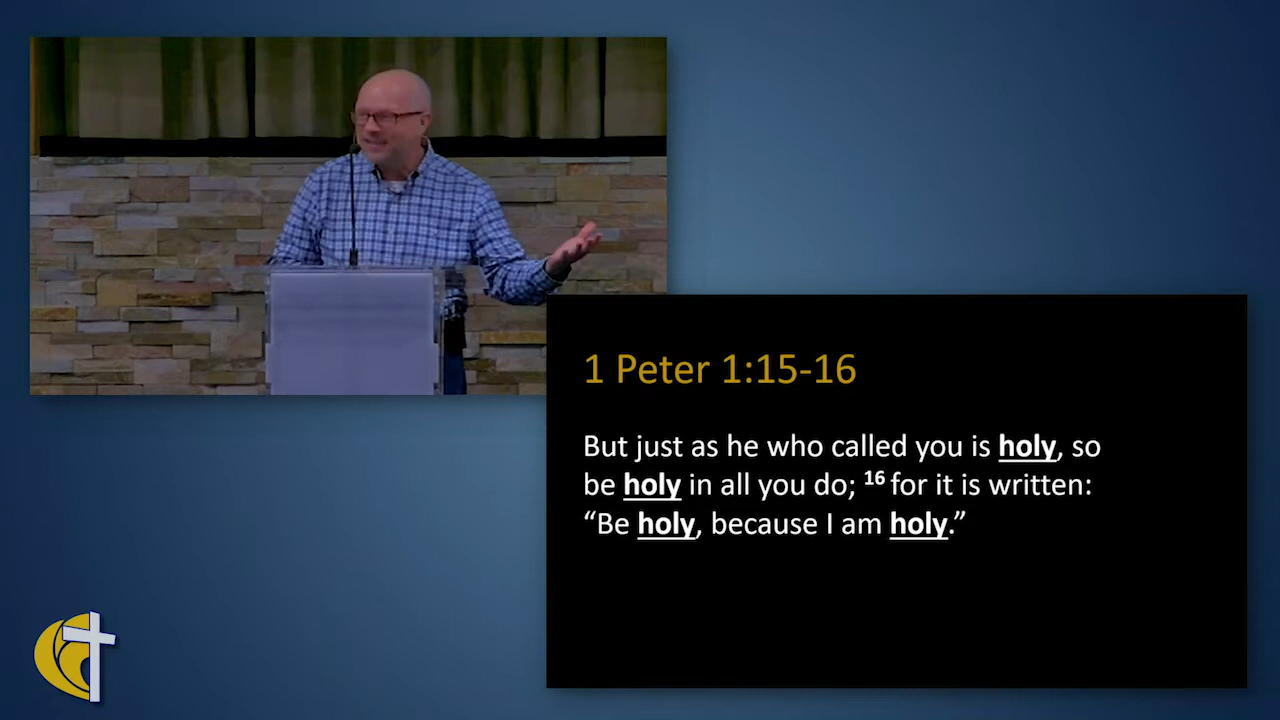 1 Peter 1:15-16
But just as he who called you is holy, so
be holy in all you do; 16 for it is written:
“Be holy, because I am holy.”